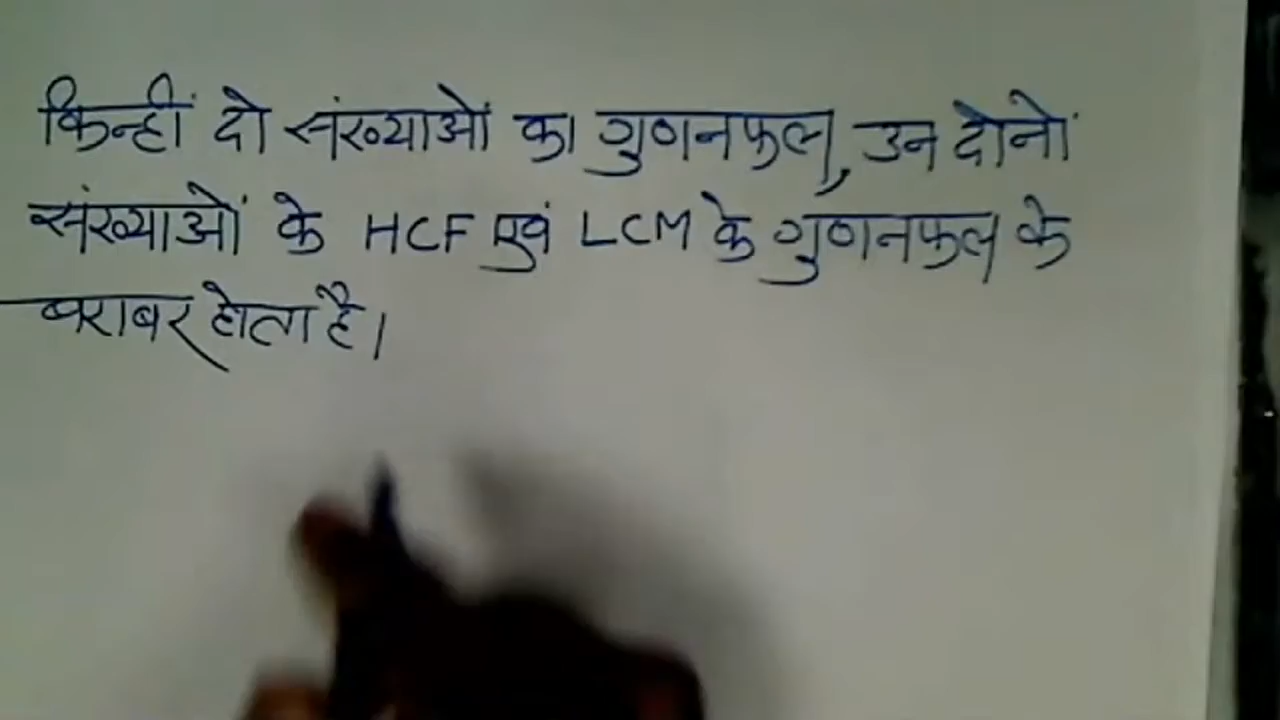 किन्हीं दो संख्याओं का गुणनफल, उन दोनों
संख्याओं के HCF एवं LCM के गुणनफल के
बराबर होता है।